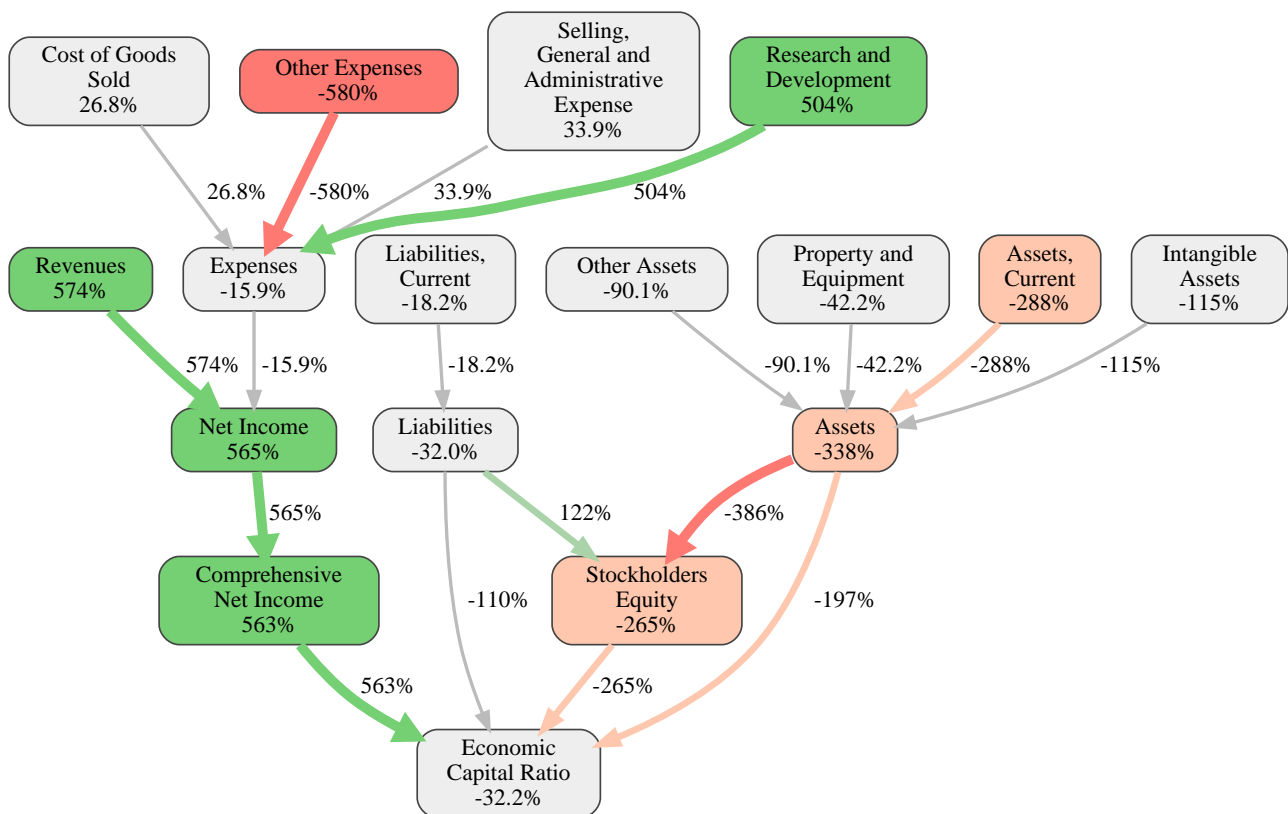 Cost of Goods
Sold
26.8%
Other Expenses
-580%
Selling,
General and
Administrative
Expense
33.9%
Research and
Development
504%
26.8%
-580%
33.9%
504%
Revenues
574%
Expenses
-15.9%
Liabilities,
Current
-18.2%
Other Assets
-90.1%
Property and
Equipment
-42.2%
Assets,
Current
-288%
Intangible
Assets
-115%
574%
-15.9%
-18.2%
-90.1%
-42.2%
-288%
-115%
Net Income
565%
Liabilities
-32.0%
Assets
-338%
565%
122%
-386%
Comprehensive
Net Income
563%
-110%
Stockholders
Equity
-265%
-197%
563%
-265%
Economic
Capital Ratio
-32.2%